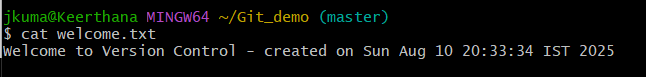 jkuma@Keerthana MINGW64 ~/Git_demo (master)
$ cat welcome.txt
Welcome to Version Control - created on Sun Aug 10 20:33:34 IST 2025